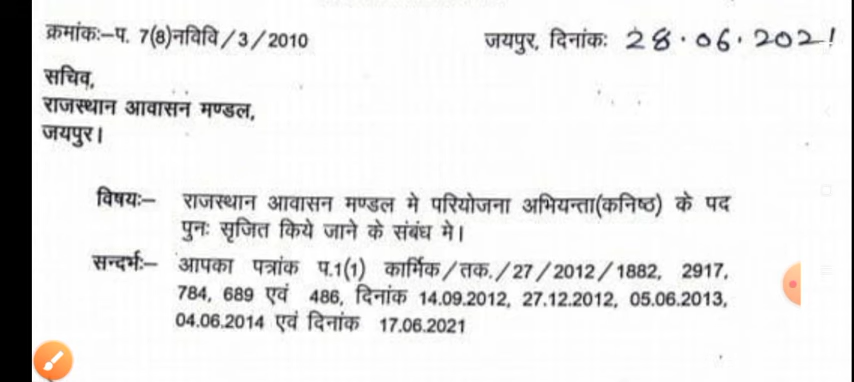 क्रमांकः–प. 7(8)नविवि/3/2010 जयपुर, दिनांकः 28.06.2021
सचिव,
राजस्थान आवासन मण्डल,
जयपुर।
विषयः– राजस्थान आवासन मण्डल मे परियोजना अभियन्ता(कनिष्ठ) के पद
पुनः सृजित किये जाने के संबंध मे।
सन्दर्भः– आपका पत्रांक प.1(1) कार्मिक/तक./27/2012/1882, 2917,
784, 689 एवं 486, दिनांक 14.09.2012, 27.12.2012, 05.06.2013,
04.06.2014 एवं दिनांक 17.06.2021